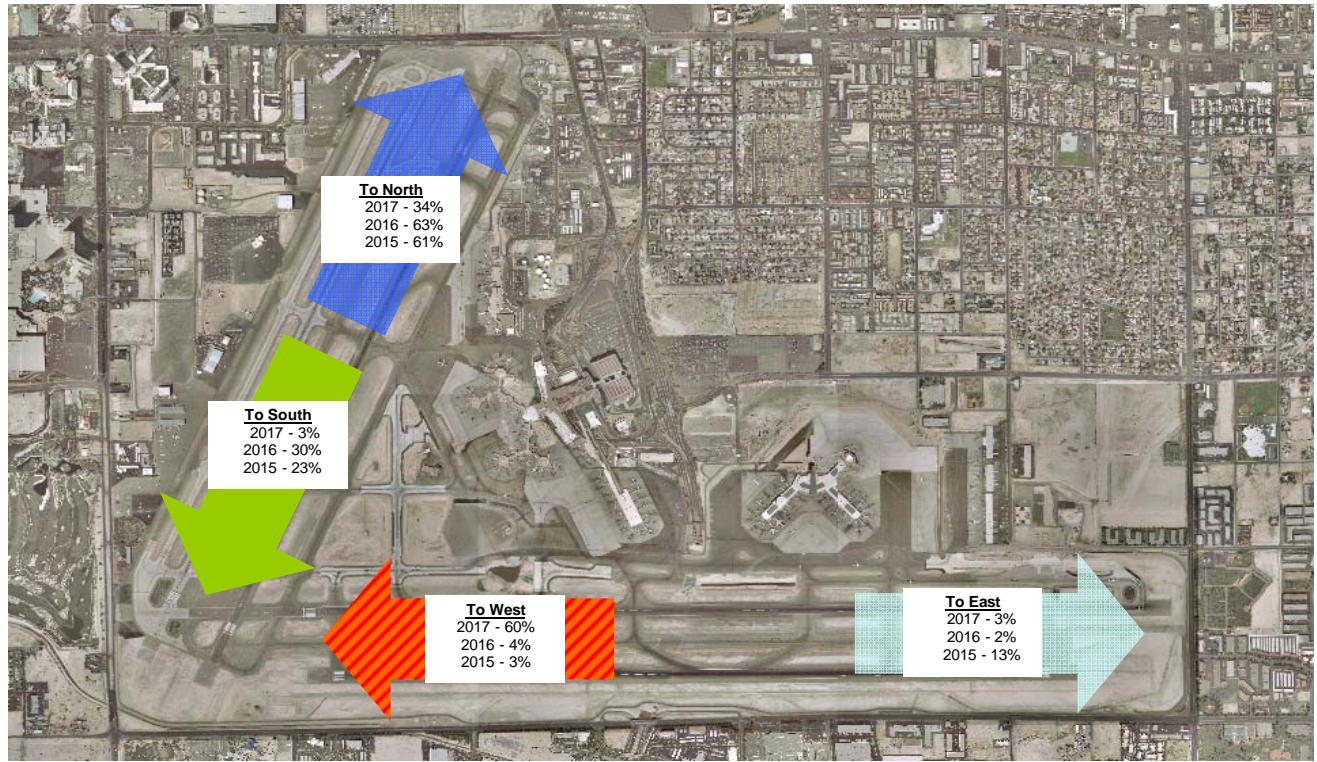 To North
2017 - 34%
2016 - 63%
2015 - 61%
To South
2017 - 3%
2016 - 30%
2015 - 23%
To West
2017 - 60%
2016 - 4%
2015 - 3%
To East
2017 - 3%
2016 - 2%
2015 - 13%